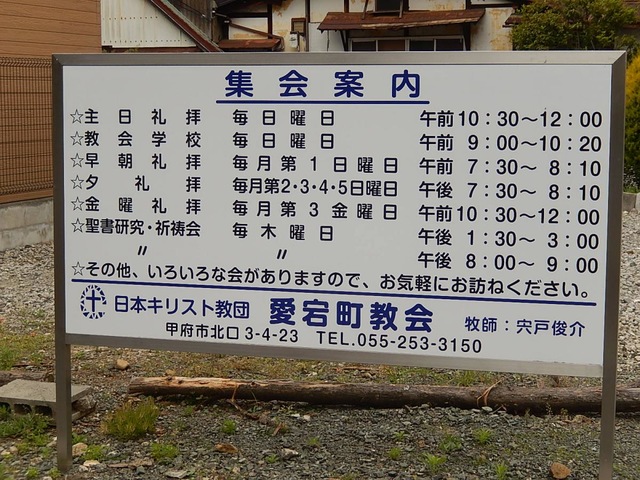 集会案内
☆主日礼拝 毎日曜日 午前10：30～12：00
☆教会学校 毎日曜日 午前 9：00～10：20
☆早朝礼拝 毎月第1日曜日 午前 7：30～ 8：10
☆夕礼拝 毎月第2・3・4・5日曜日 午後 7：30～ 8：10
☆金曜礼拝 毎月第3金曜日 午前10：30～12：00
☆聖書研究・祈祷会 毎木曜日 午後 1：30～ 3：00
〃 〃 午後 8：00～ 9：00
☆その他、いろいろな会がありますので、お気軽にお訪ねください。
日本キリスト教団 愛宕町教会 牧師：宍戸俊介
甲府市北口3-4-23 TEL.055-253-3150